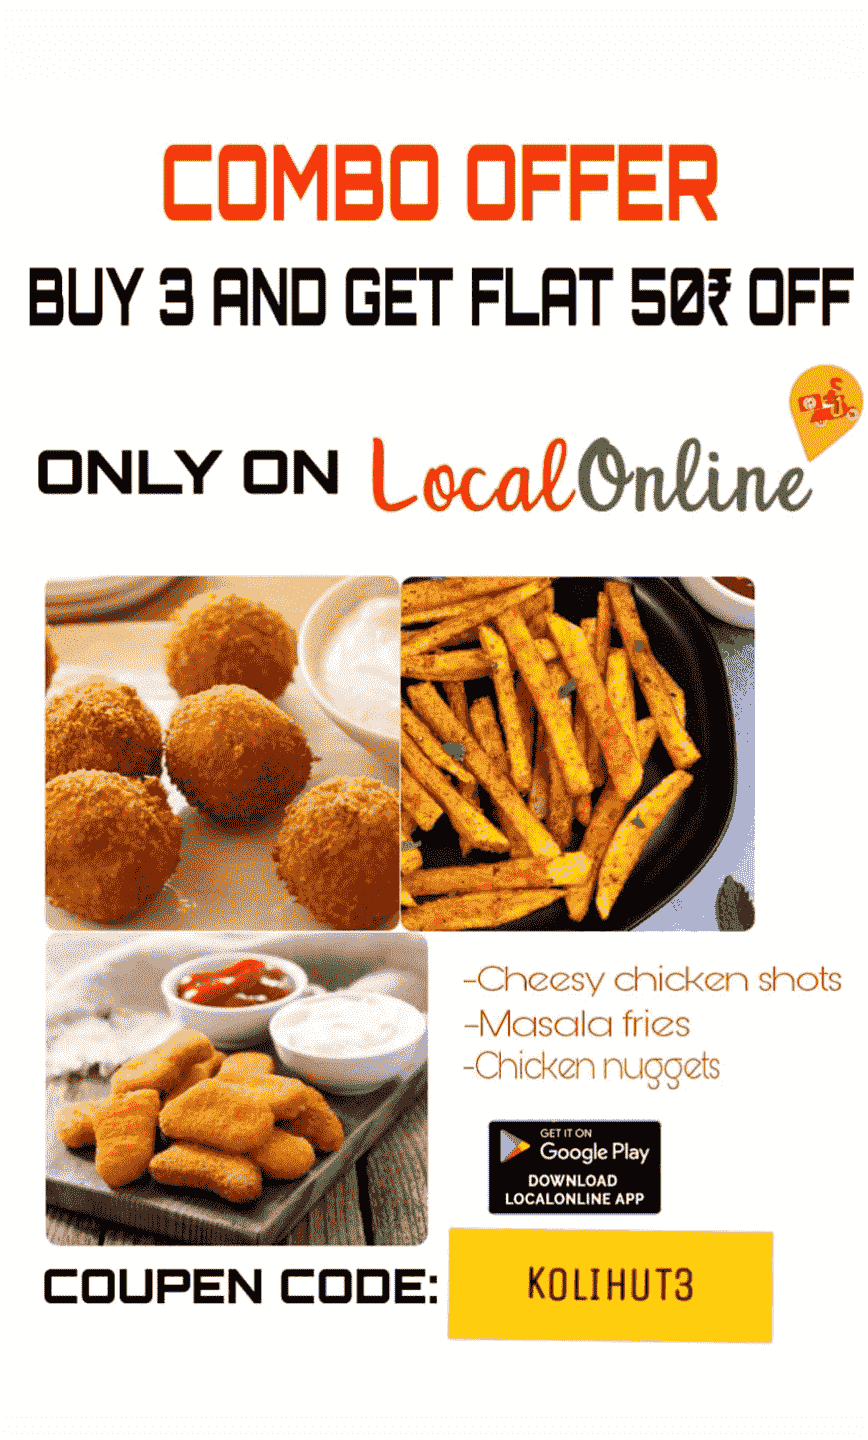 COMBO OFFER
BUY 3 AND GET FLAT 50₹ OFF
ONLY ON LocalOnline
-Cheesy chicken shots
-Masala fries
-Chicken nuggets
GET IT ON
Google Play
DOWNLOAD
LOCALONLINE APP
COUPEN CODE: KOLIHUT3